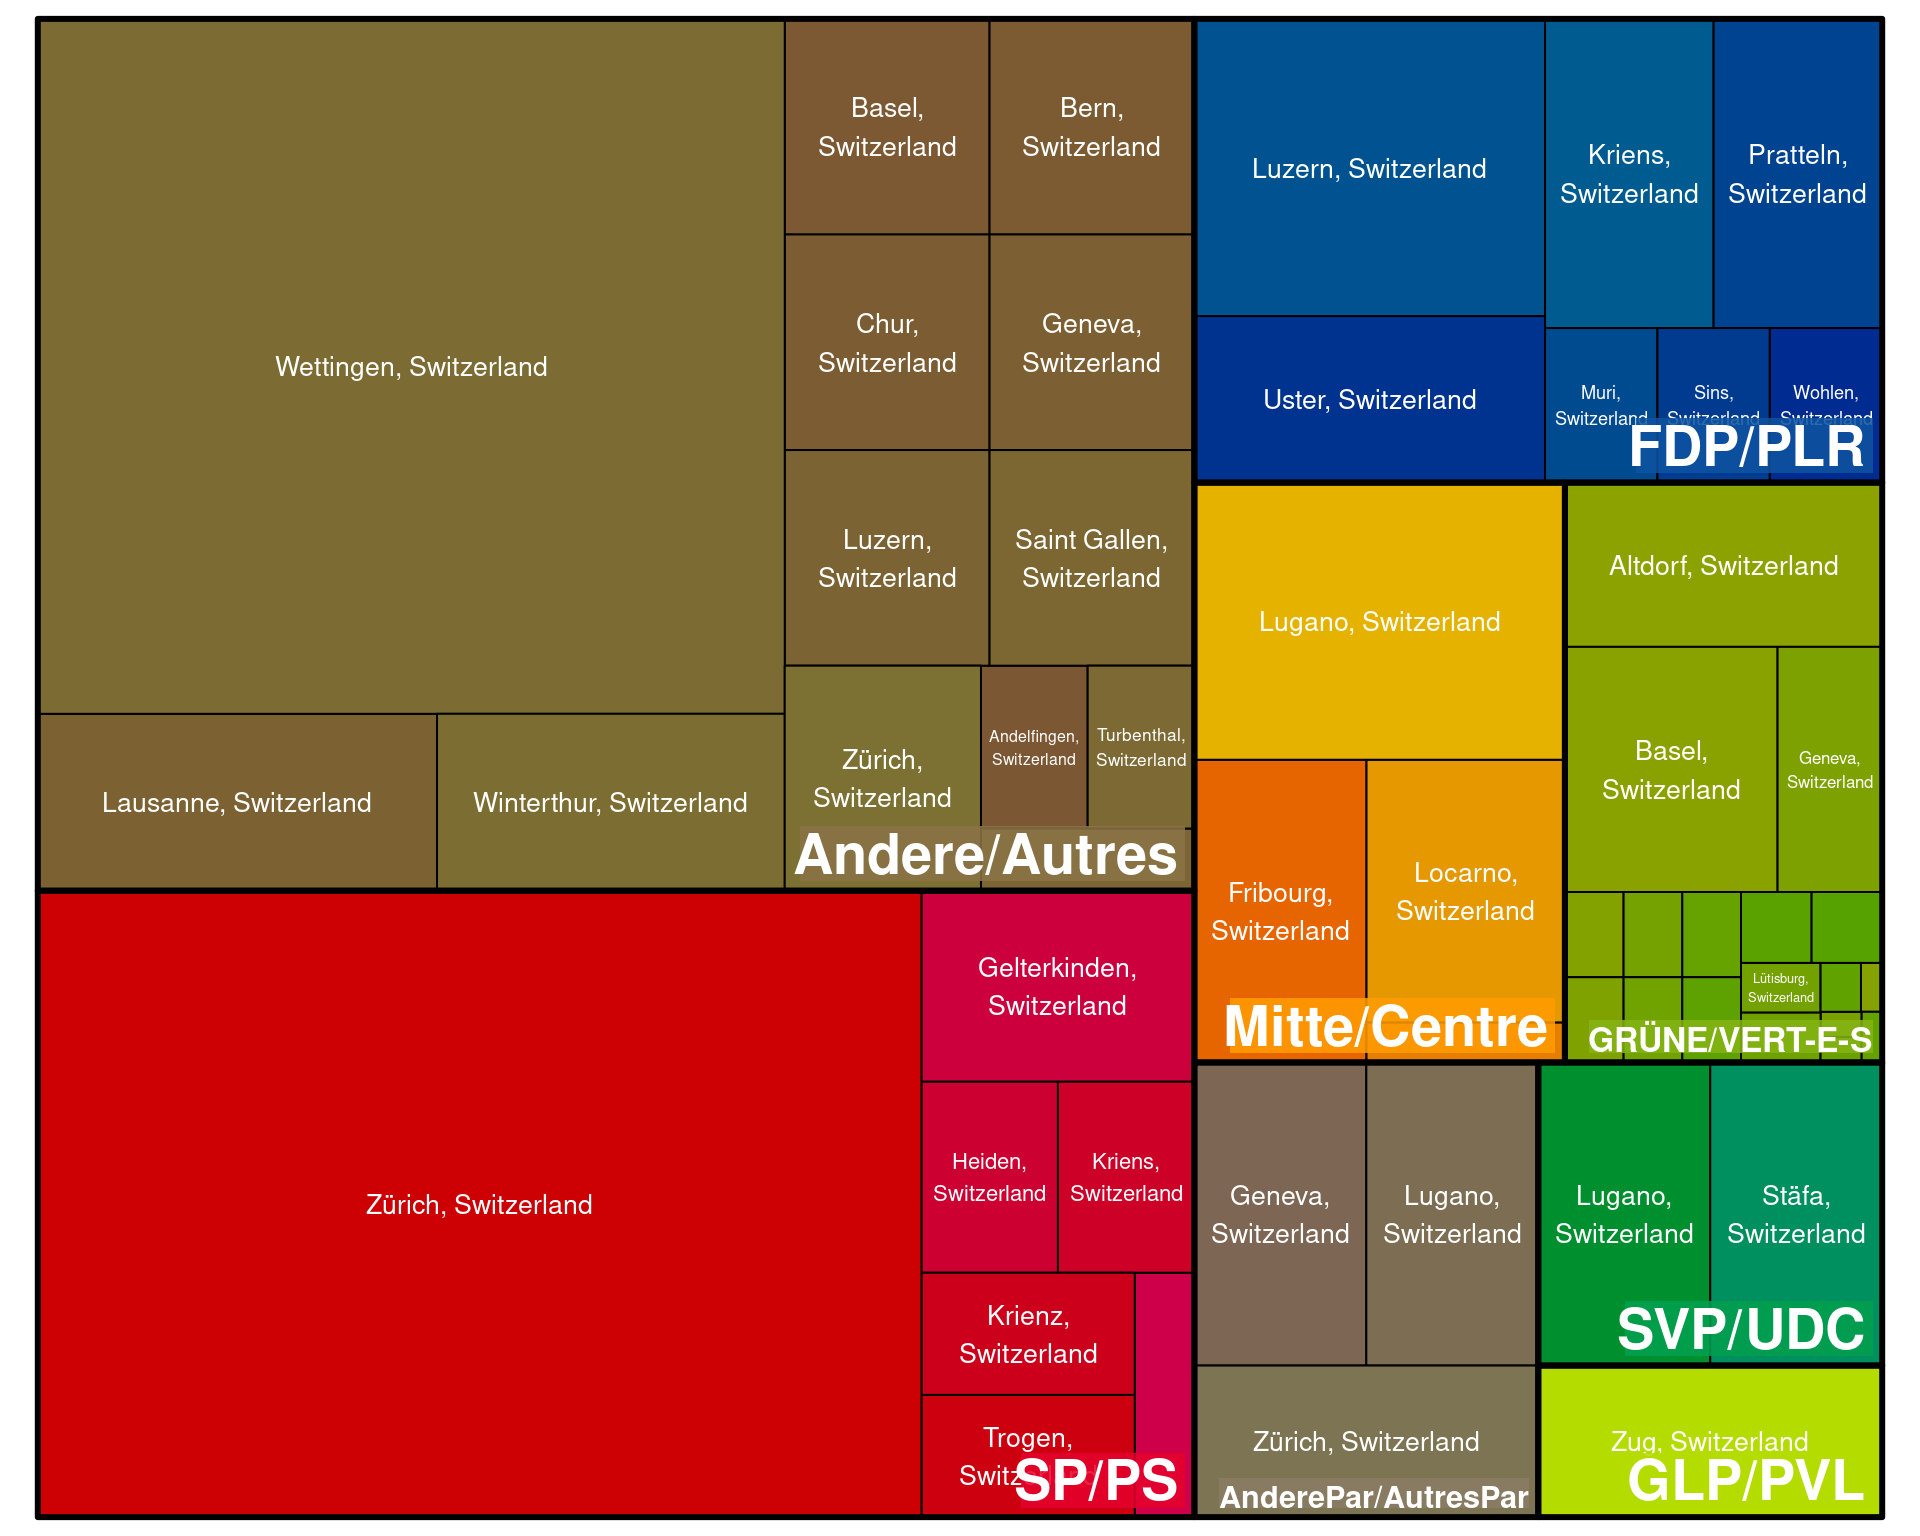 Wettingen, Switzerland
Lausanne, Switzerland
Winterthur, Switzerland
Basel,
Switzerland
Bern,
Switzerland
Chur,
Switzerland
Geneva,
Switzerland
Luzern,
Switzerland
Saint Gallen,
Switzerland
Zürich,
Switzerland
Andelfingen,
Switzerland
Turbenthal,
Switzerland
Andere/Autres
Zürich, Switzerland
Gelterkinden,
Switzerland
Heiden,
Switzerland
Kriens,
Switzerland
Krienz,
Switzerland
Trogen,
Switzerland
SP/PS
Luzern, Switzerland
Uster, Switzerland
Kriens,
Switzerland
Pratteln,
Switzerland
Muri,
Switzerland
Sins,
Switzerland
Wohlen,
Switzerland
FDP/PLR
Lugano, Switzerland
Fribourg,
Switzerland
Locarno,
Switzerland
Mitte/Centre
Altdorf, Switzerland
Basel,
Switzerland
Geneva,
Switzerland
Lütisburg,
Switzerland
GRÜNE/VERT-E-S
Geneva,
Switzerland
Lugano,
Switzerland
Zürich, Switzerland
AnderePar/AutresPar
Lugano,
Switzerland
Stäfa,
Switzerland
SVP/UDC
Zug, Switzerland
GLP/PVL